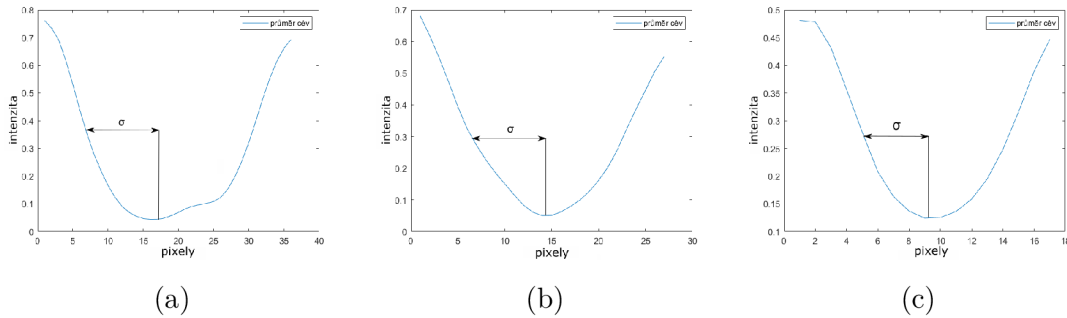 0.8
0.7
0.6
0.5
0.4
0.3
0.2
0.1
0
intenzita
průměr cév
σ
0 5 10 15 20 25 30 35 40
pixely
(a)
0.7
0.6
0.5
0.4
0.3
0.2
0.1
0
intenzita
průměr cév
σ
0 5 10 15 20 25 30
pixely
(b)
0.5
0.45
0.4
0.35
0.3
0.25
0.2
0.15
0.1
intenzita
průměr cév
σ
0 2 4 6 8 10 12 14 16 18
pixely
(c)